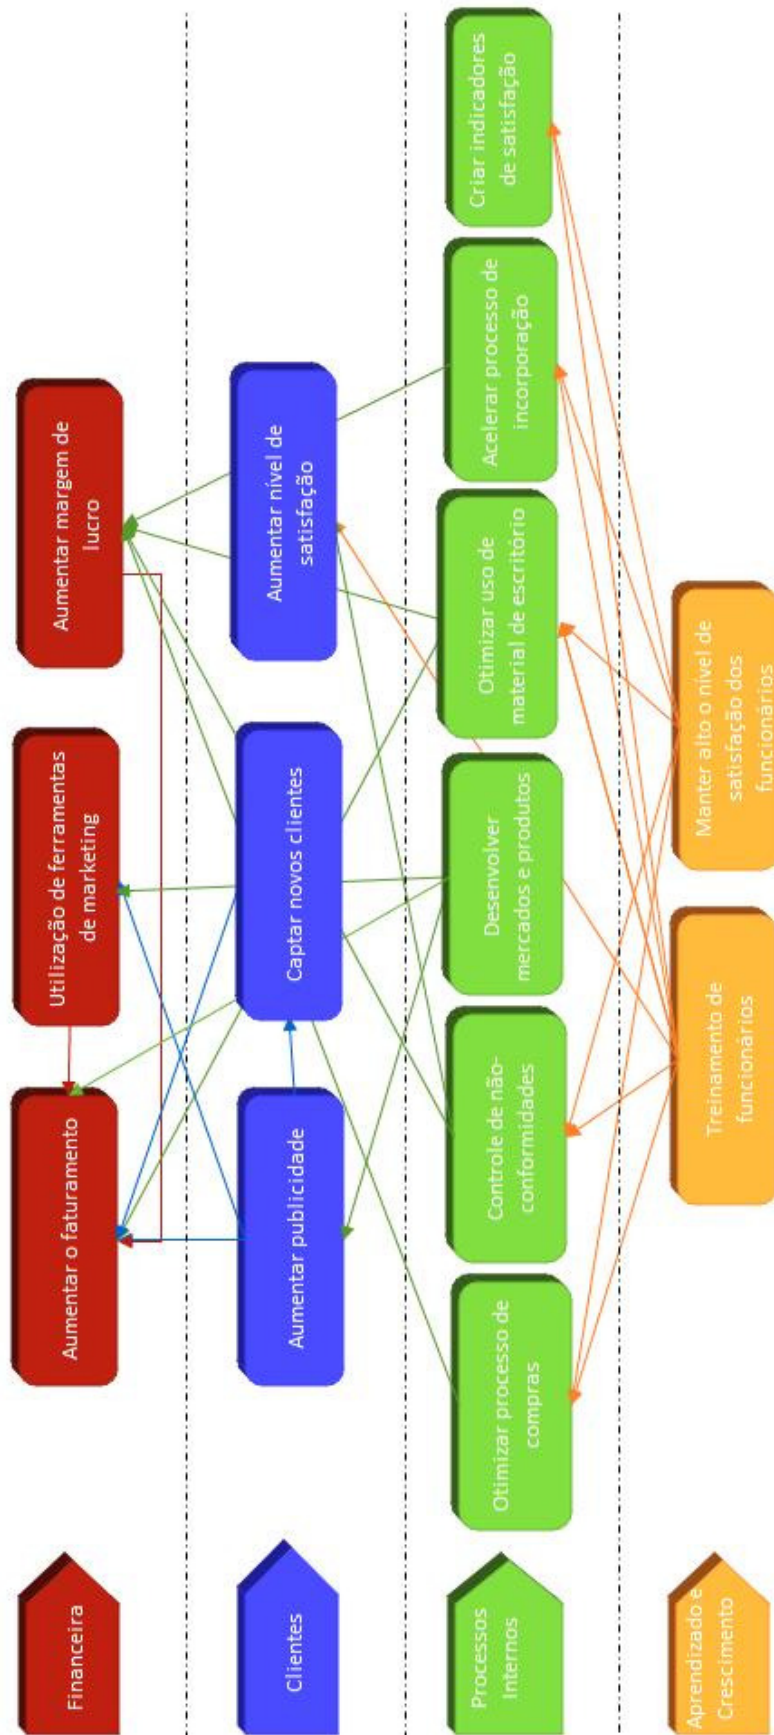 Financeira
Aumentar o faturamento
Utilização de ferramentas
de marketing
Aumentar margem de
lucro
Clientes
Aumentar publicidade
Captar novos clientes
Aumentar nível de
satisfação
Processos
Internos
Otimizar processo de
compras
Controle de não-
conformidades
Desenvolver
mercados e produtos
Otimizar uso de
material de escritório
Acelerar processo de
incorporação
Criar indicadores
de satisfação
Aprendizado e
Crescimento
Treinamento de
funcionários
Manter alto o nível de
satisfação dos
funcionários